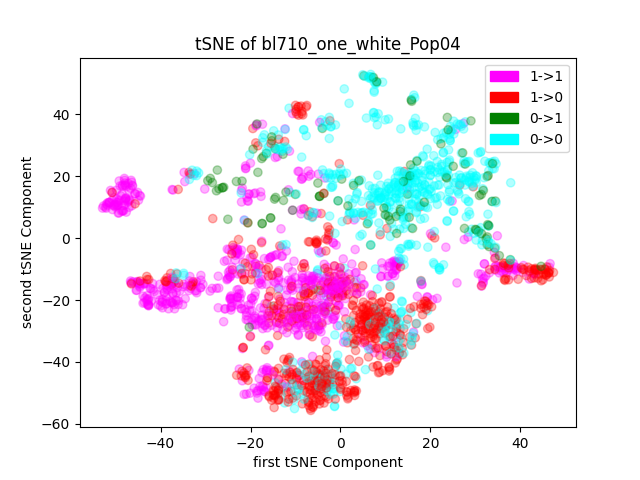 tSNE of bl710_one_white_Pop04
1->1
1->0
0->1
0->0
40
20
0
−20
−40
−60
second tSNE Component
−40 −20 0 20 40
first tSNE Component